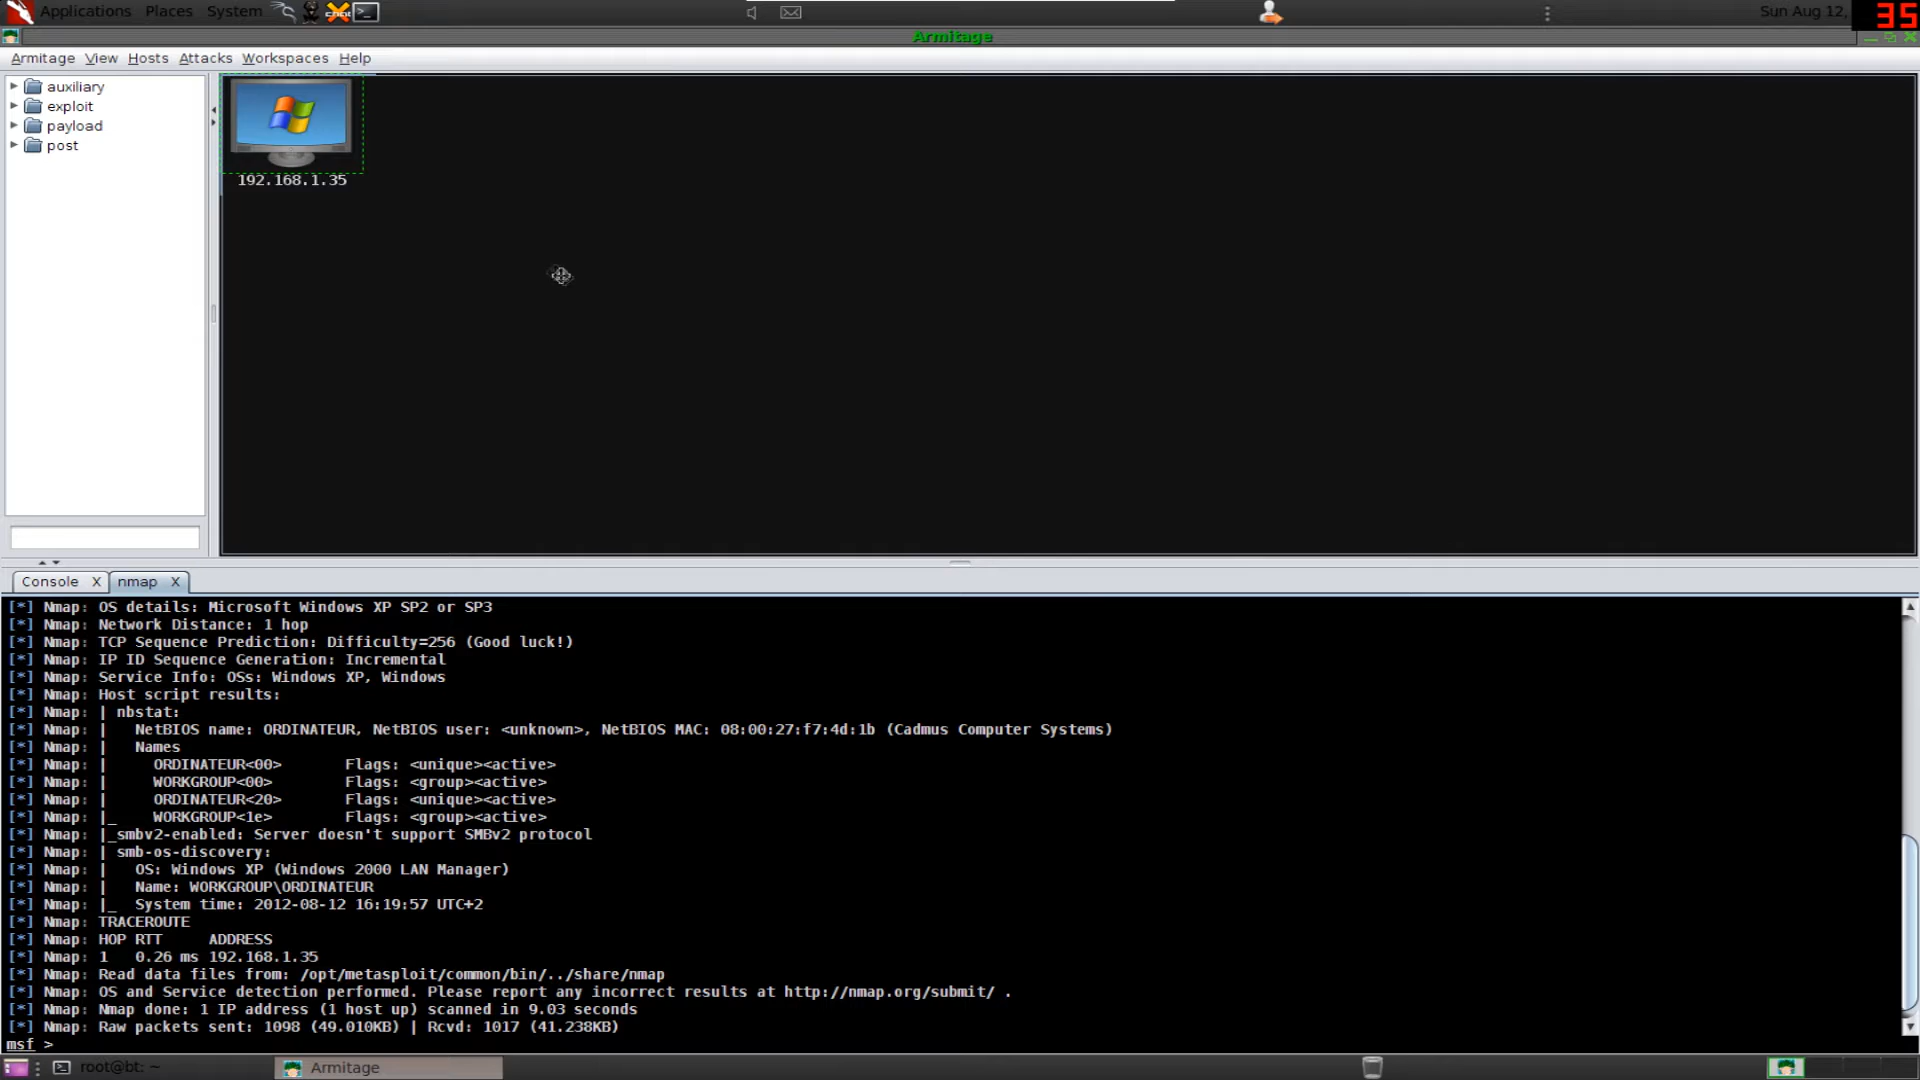 Applications Places System
Sun Aug 12,
35
Armitage
Armitage View Hosts Attacks Workspaces Help
auxiliary
exploit
payload
post
192.168.1.35
Console X nmap X
[*] Nmap: OS details: Microsoft Windows XP SP2 or SP3
[*] Nmap: Network Distance: 1 hop
[*] Nmap: TCP Sequence Prediction: Difficulty=256 (Good luck!)
[*] Nmap: IP ID Sequence Generation: Incremental
[*] Nmap: Service Info: OSs: Windows XP, Windows
[*] Nmap: Host script results:
[*] Nmap: | nbstat:
[*] Nmap: |   NetBIOS name: ORDINATEUR, NetBIOS user: <unknown>, NetBIOS MAC: 08:00:27:f7:4d:1b (Cadmus Computer Systems)
[*] Nmap: |   Names
[*] Nmap: |     ORDINATEUR<00>       Flags: <unique><active>
[*] Nmap: |     WORKGROUP<00>        Flags: <group><active>
[*] Nmap: |     ORDINATEUR<20>       Flags: <unique><active>
[*] Nmap: |_    WORKGROUP<1e>        Flags: <group><active>
[*] Nmap: |_smbv2-enabled: Server doesn't support SMBv2 protocol
[*] Nmap: | smb-os-discovery:
[*] Nmap: |   OS: Windows XP (Windows 2000 LAN Manager)
[*] Nmap: |   Name: WORKGROUP\ORDINATEUR
[*] Nmap: |_  System time: 2012-08-12 16:19:57 UTC+2
[*] Nmap: TRACEROUTE
[*] Nmap: HOP RTT     ADDRESS
[*] Nmap: 1   0.26 ms 192.168.1.35
[*] Nmap: Read data files from: /opt/metasploit/common/bin/../share/nmap
[*] Nmap: OS and Service detection performed. Please report any incorrect results at http://nmap.org/submit/ .
[*] Nmap: Nmap done: 1 IP address (1 host up) scanned in 9.03 seconds
[*] Nmap: Raw packets sent: 1098 (49.010KB) | Rcvd: 1017 (41.238KB)
msf >
root@bt: ~ Armitage